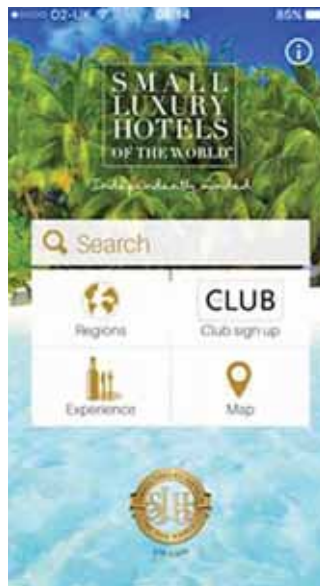 O2-UK 85%
SMALL
LUXURY
HOTELS
OF THE WORLD
Independently minded
Search
CLUB
Regions Club sign up
Experience Map
SLH